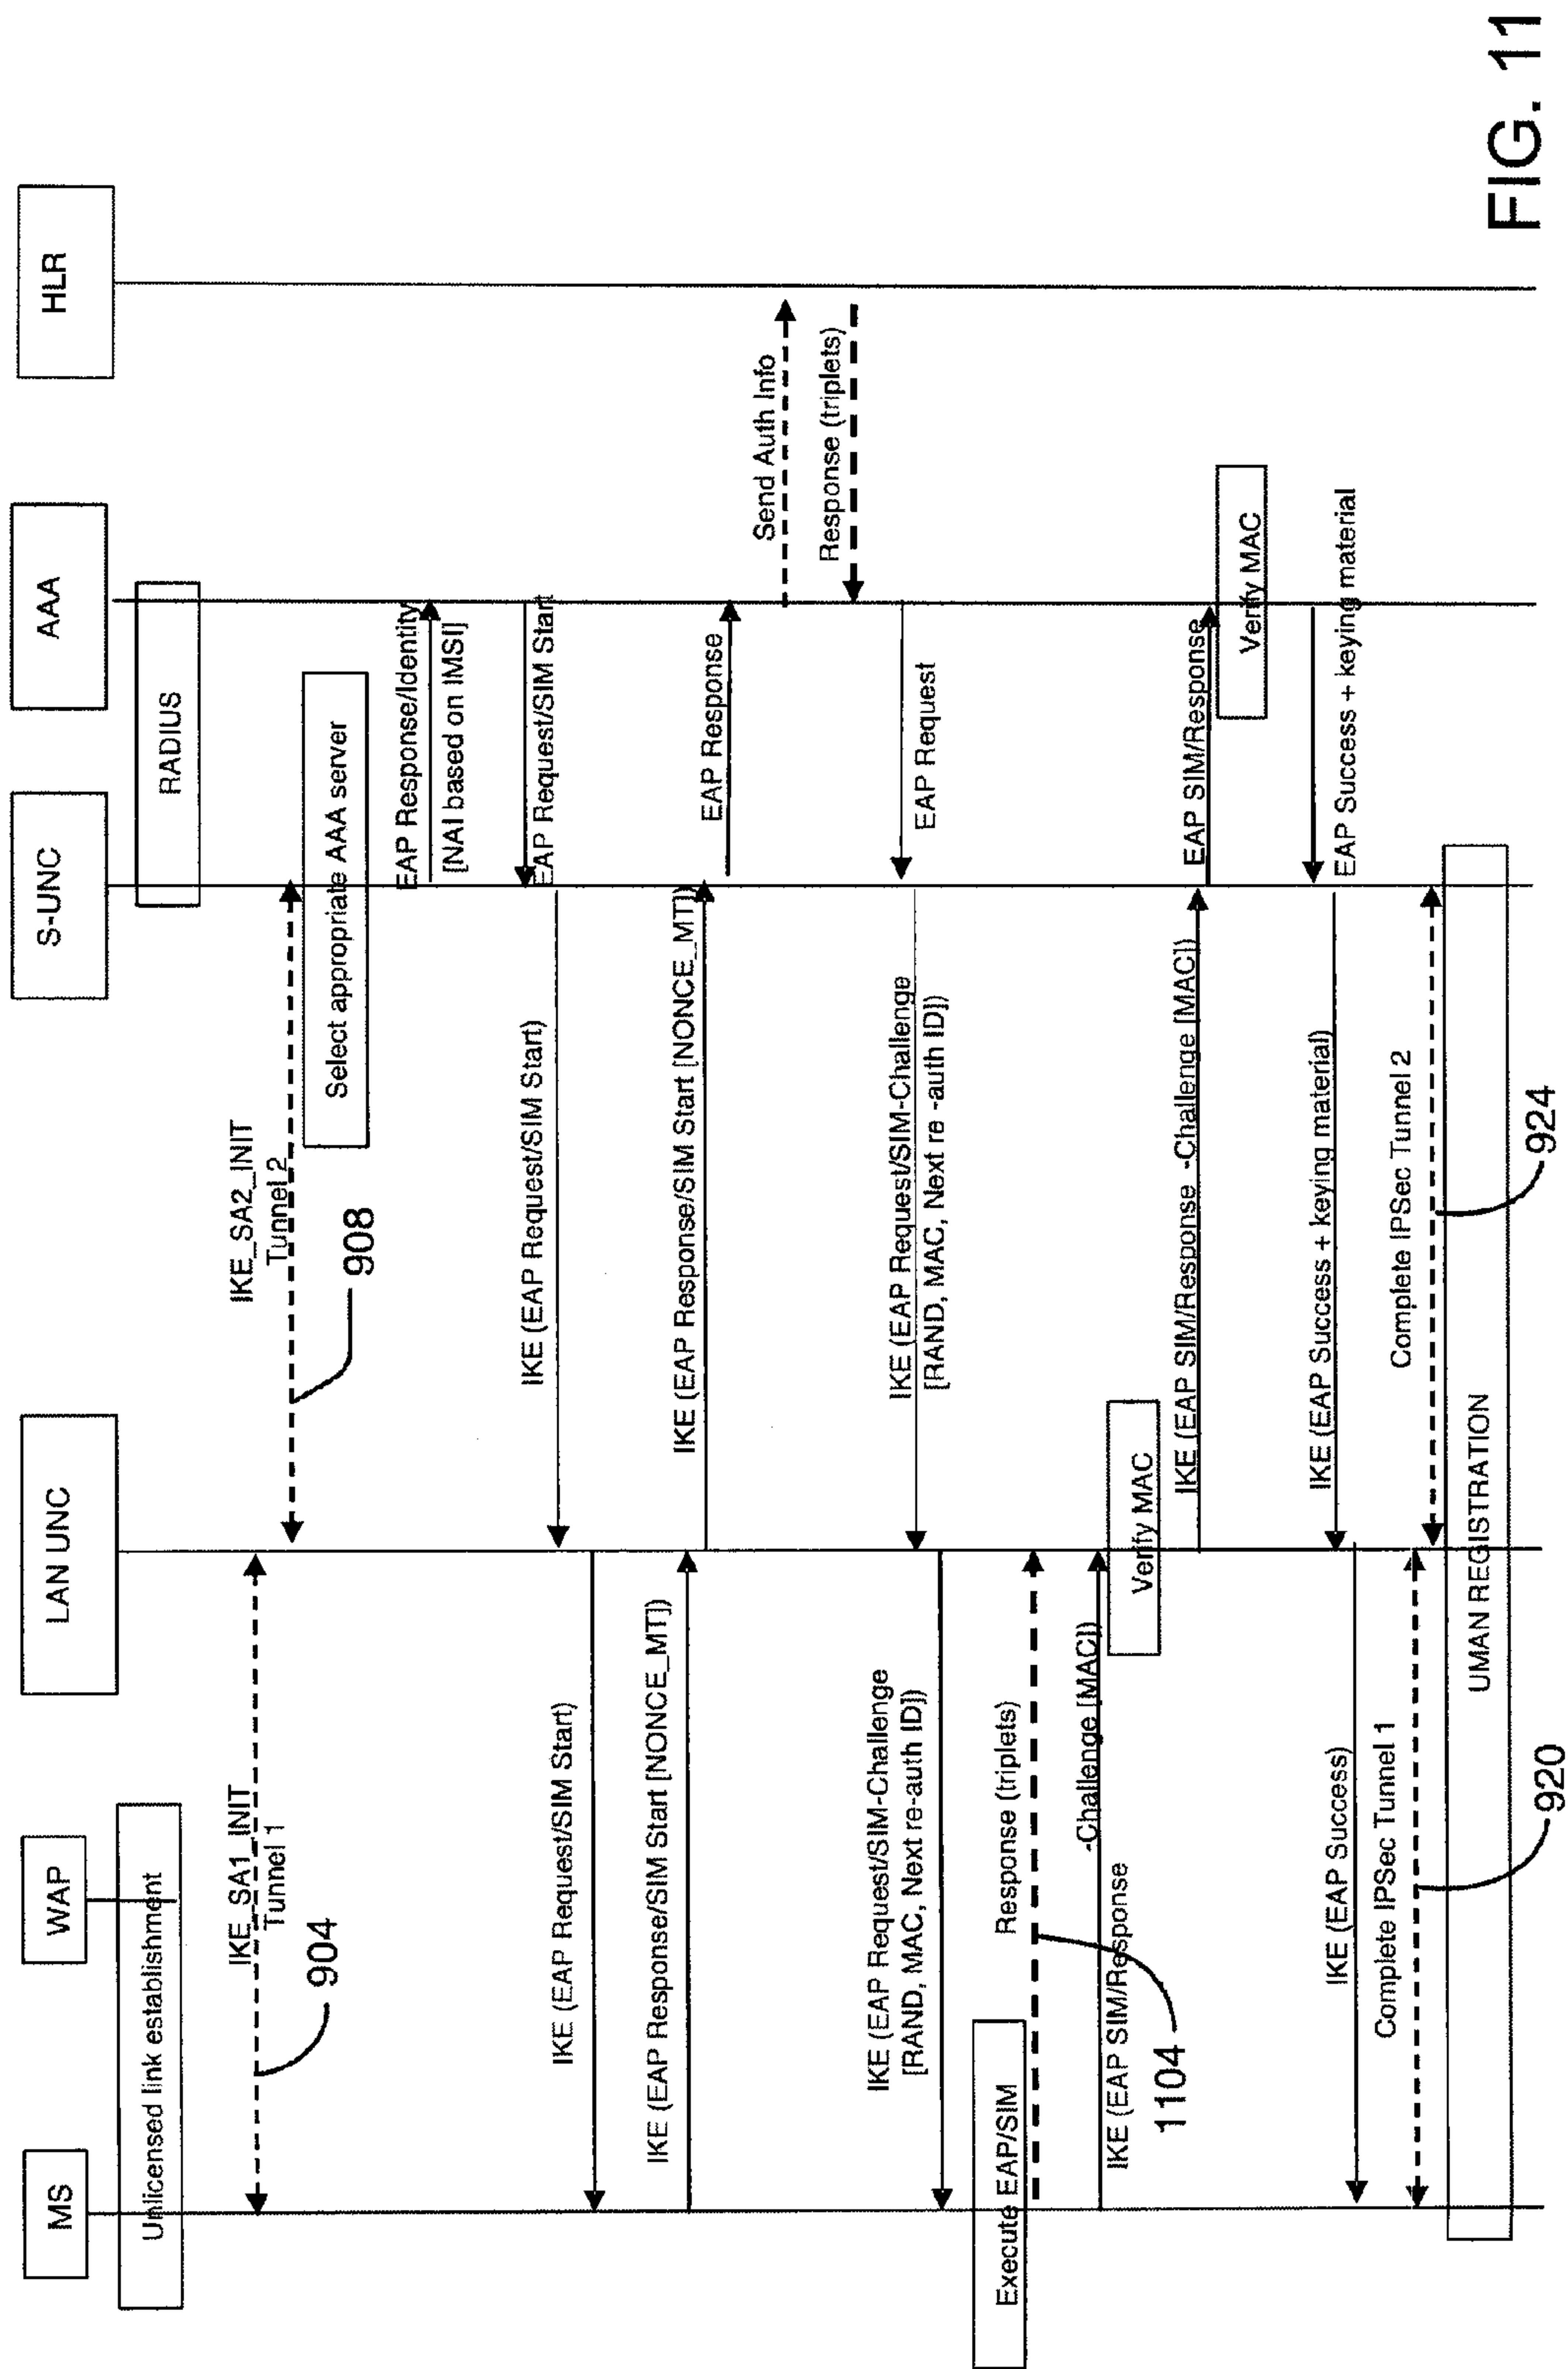 MS
WAP
LAN UNC
S-UNC
AAA
HLR
Unlicensed link establishment
RADIUS
IKE_SA1_INIT
Tunnel 1
904
IKE_SA2_INIT
Tunnel 2
908
Select appropriate AAA server
EAP Response/Identity
[NAI based on IMSI]
EAP Request/SIM Start
IKE (EAP Request/SIM Start)
IKE (EAP Request/SIM Start)
IKE (EAP Response/SIM Start [NONCE_MT])
IKE (EAP Response/SIM Start [NONCE_MT])
EAP Response
Send Auth Info
Response (triplets)
EAP Request
IKE (EAP Request/SIM-Challenge
[RAND, MAC, Next re -auth ID])
IKE (EAP Request/SIM-Challenge
[RAND, MAC, Next re-auth ID])
Execute EAP/SIM
Response (triplets)
1104
-Challenge [MAC])
IKE (EAP SIM/Response
Verify MAC
IKE (EAP SIM/Response -Challenge [MAC])
EAP SIM/Response
Verify MAC
EAP Success + keying material
IKE (EAP Success + keying material)
IKE (EAP Success)
Complete IPSec Tunnel 1
920
Complete IPSec Tunnel 2
924
UMAN REGISTRATION
FIG. 11